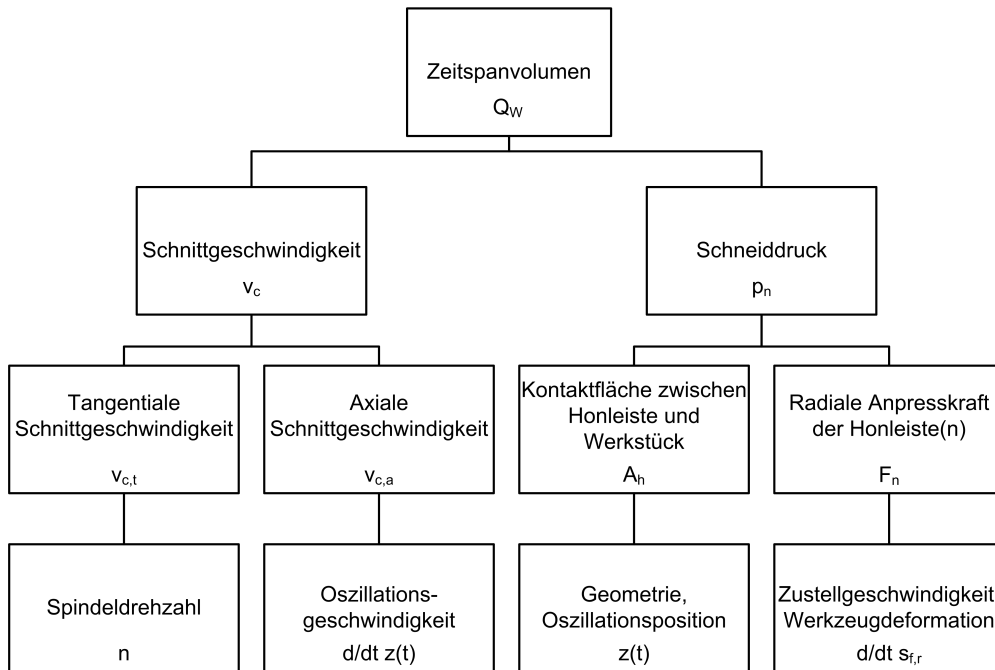 Zeitspanvolumen
Q_W
Schnittgeschwindigkeit
v_c
Schneiddruck
p_n
Tangentiale
Schnittgeschwindigkeit
v_c,t
Axiale
Schnittgeschwindigkeit
v_c,a
Kontaktfläche zwischen
Honleiste und
Werkstück
A_h
Radiale Anpresskraft
der Honleiste(n)
F_n
Spindeldrehzahl
n
Oszillations-
geschwindigkeit
d/dt z(t)
Geometrie,
Oszillationsposition
z(t)
Zustellgeschwindigkeit
Werkzeugdeformation
d/dt s_f,r